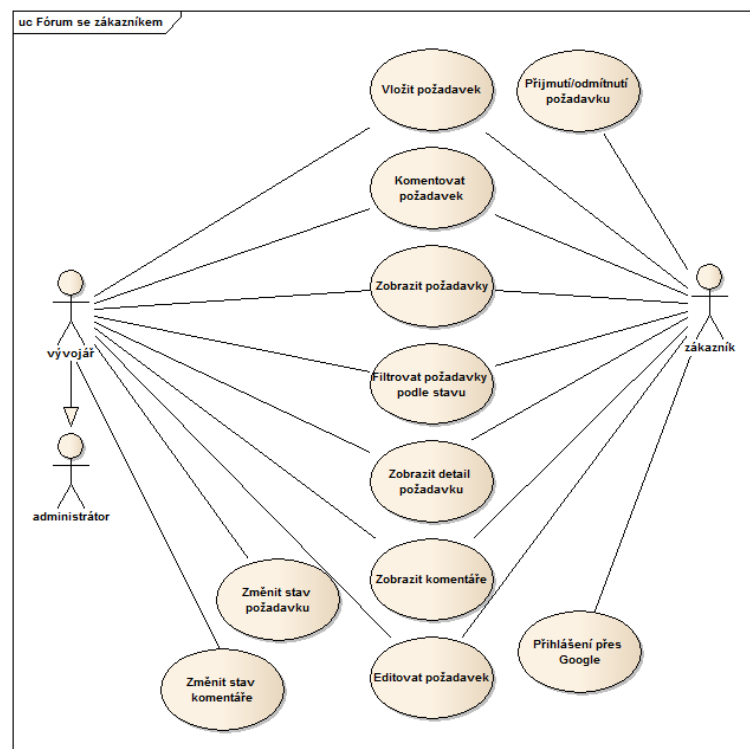 uc Fórum se zákazníkem
Vložit požadavek
Přijmutí/odmítnutí
požadavku
Komentovat
požadavek
Zobrazit požadavky
vývojář
zákazník
Filtrovat požadavky
podle stavu
Zobrazit detail
požadavku
administrátor
Zobrazit komentáře
Změnit stav
požadavku
Přihlášení přes
Google
Editovat požadavek
Změnit stav
komentáře